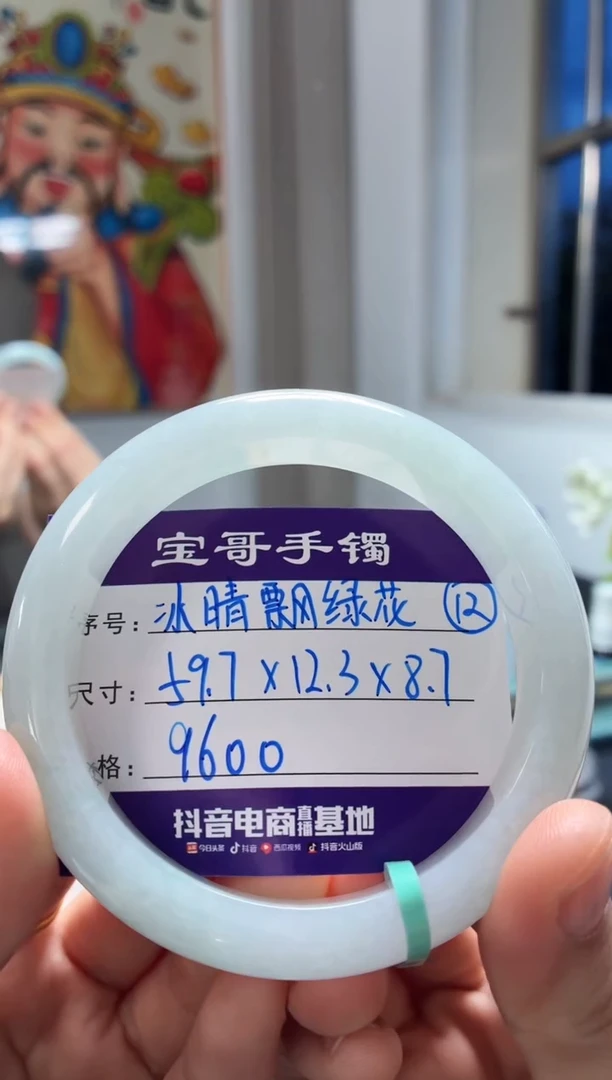 宝哥手镯
序号：冰晴飘绿花 ⑫
尺寸：59.7×12.3×8.7
格：9600
抖音电商直播基地
今日头条 抖音 西瓜视频 抖音火山版